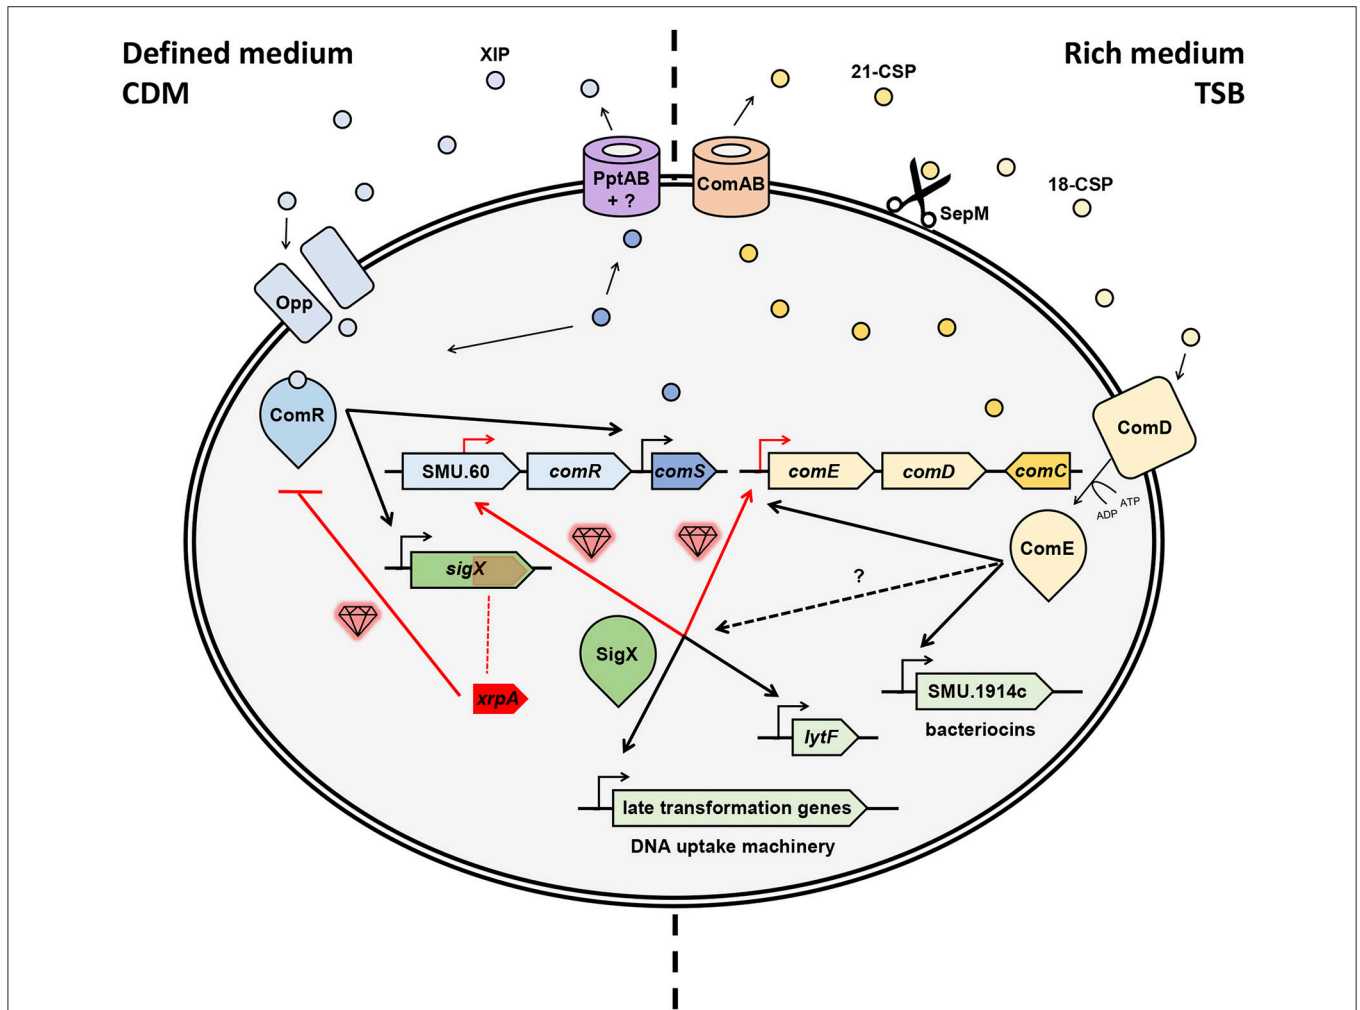 Defined medium
CDM
Rich medium
TSB
XIP
21-CSP
PptAB
+ ?
ComAB
18-CSP
SepM
Opp
ComR
ComD
SMU.60
comR
comS
comE
comD
comC
ATP
ADP
ComE
sigX
?
SigX
xrpA
SMU.1914c
bacteriocins
lytF
late transformation genes
DNA uptake machinery